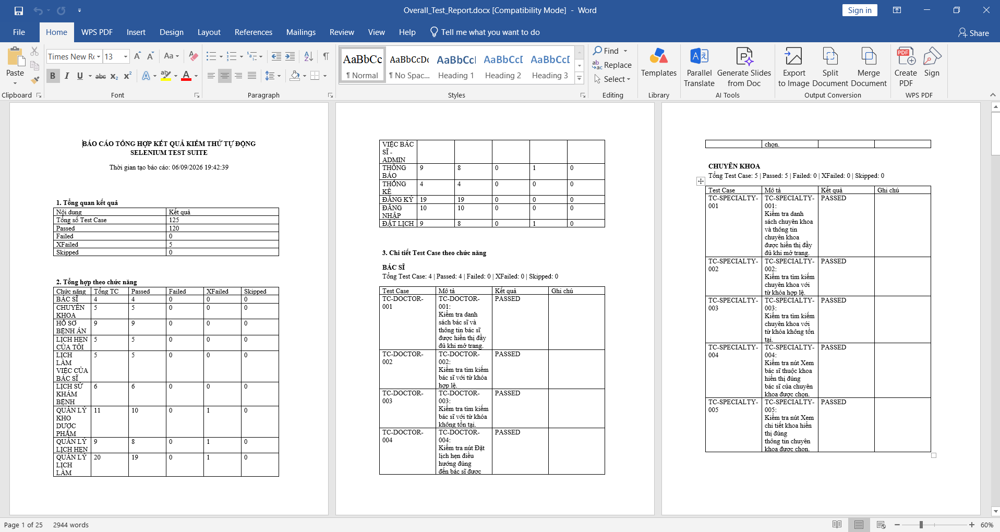 Overall_Test_Report.docx [Compatibility Mode] - Word
Sign in
File Home WPS PDF Insert Design Layout References Mailings Review View Help Tell me what you want to do
Share
Paste
Clipboard
Times New Ro 13
Font
Paragraph
AaBbCc AaBbCcDc AaBbCcI AaBbCcD AaBbCcD
¶ Normal ¶ No Spac... Heading 1 Heading 2 Heading 3
Styles
Find
Replace
Select
Editing
Templates
Library
Parallel Translate
Generate Slides from Doc
AI Tools
Export to Image
Split Document
Merge Document
Output Conversion
Create PDF
Sign
WPS PDF
BÁO CÁO TỔNG HỢP KẾT QUẢ KIỂM THỬ TỰ ĐỘNG
SELENIUM TEST SUITE
Thời gian tạo báo cáo: 06/09/2026 19:42:39
1. Tổng quan kết quả
Nội dung Kết quả
Tổng số Test Case 125
Passed 120
Failed 0
XFailed 5
Skipped 0
2. Tổng hợp theo chức năng
Chức năng Tổng TC Passed Failed XFailed Skipped
BÁC SĨ 4 4 0 0 0
CHUYÊN 5 5 0 0 0
KHOA
HỒ SƠ 9 9 0 0 0
BỆNH ÁN
LỊCH HẸN 5 5 0 0 0
CỦA TÔI
LỊCH 5 5 0 0 0
LÀM
VIỆC CỦA
BÁC SĨ
LỊCH SỬ 6 6 0 0 0
KHÁM
BỆNH
QUẢN LÝ 11 10 0 1 0
KHO
DƯỢC
PHẨM
QUẢN LÝ 9 8 0 1 0
LỊCH HẸN
QUẢN LÝ 20 19 0 1 0
LỊCH
LÀM
VIỆC BÁC
SĨ -
ADMIN
THÔNG 9 8 0 1 0
BÁO
THỐNG 4 4 0 0 0
KÊ
ĐĂNG KÝ 19 19 0 0 0
ĐĂNG 10 10 0 0 0
NHẬP
ĐẶT LỊCH 9 8 0 1 0
3. Chi tiết Test Case theo chức năng
BÁC SĨ
Tổng Test Case: 4 | Passed: 4 | Failed: 0 | XFailed: 0 | Skipped: 0
Test Case Mô tả Kết quả Ghi chú
TC-DOCTOR- TC-DOCTOR- PASSED
001 001:
Kiểm tra danh
sách bác sĩ và
thông tin bác sĩ
được hiển thị đầy
đủ khi mở trang.
TC-DOCTOR- TC-DOCTOR- PASSED
002 002:
Kiểm tra tìm kiếm
bác sĩ với từ khóa
hợp lệ.
TC-DOCTOR- TC-DOCTOR- PASSED
003 003:
Kiểm tra tìm kiếm
bác sĩ với từ khóa
không tồn tại.
TC-DOCTOR- TC-DOCTOR- PASSED
004 004:
Kiểm tra nút Đặt
lịch hẹn điều
hướng đúng
đến bác sĩ được
chọn.
CHUYÊN KHOA
Tổng Test Case: 5 | Passed: 5 | Failed: 0 | XFailed: 0 | Skipped: 0
Test Case Mô tả Kết quả Ghi chú
TC-SPECIALTY- TC-SPECIALTY- PASSED
001 001:
Kiểm tra danh
sách chuyên khoa
và thông tin
chuyên khoa
được hiển thị đầy
đủ khi mở trang.
TC-SPECIALTY- TC-SPECIALTY- PASSED
002 002:
Kiểm tra tìm kiếm
chuyên khoa với
từ khóa hợp lệ.
TC-SPECIALTY- TC-SPECIALTY- PASSED
003 003:
Kiểm tra tìm kiếm
chuyên khoa với
từ khóa không tồn
tại.
TC-SPECIALTY- TC-SPECIALTY- PASSED
004 004:
Kiểm tra nút Xem
bác sĩ thuộc khoa
hiển thị đúng
bác sĩ của chuyên
khoa được chọn.
TC-SPECIALTY- TC-SPECIALTY- PASSED
005 005:
Kiểm tra nút Xem
chi tiết khoa hiển
thị đúng
thông tin chuyên
khoa được chọn.
Page 1 of 25 2944 words
60%